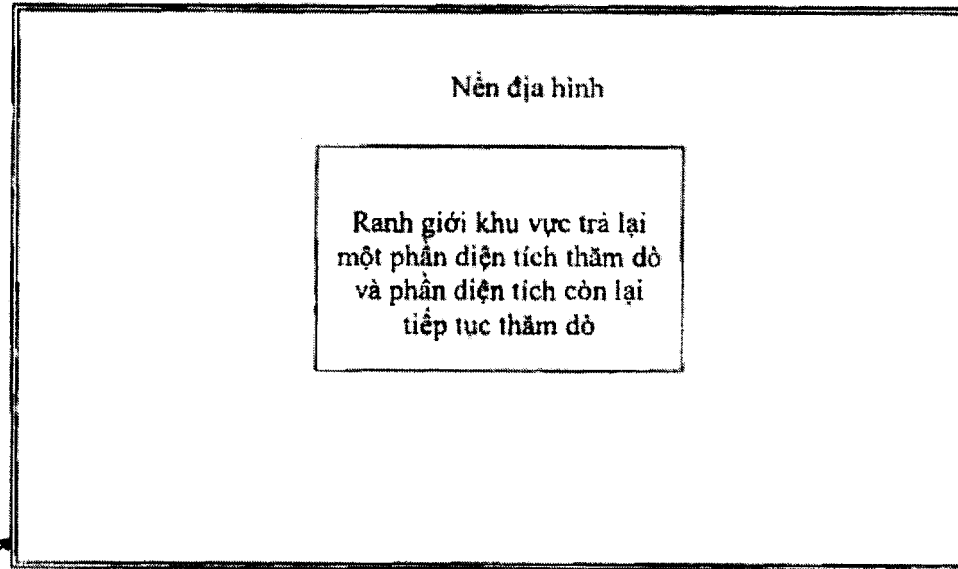 Nền địa hình
Ranh giới khu vực trả lại
một phần diện tích thăm dò
và phần diện tích còn lại
tiếp tục thăm dò